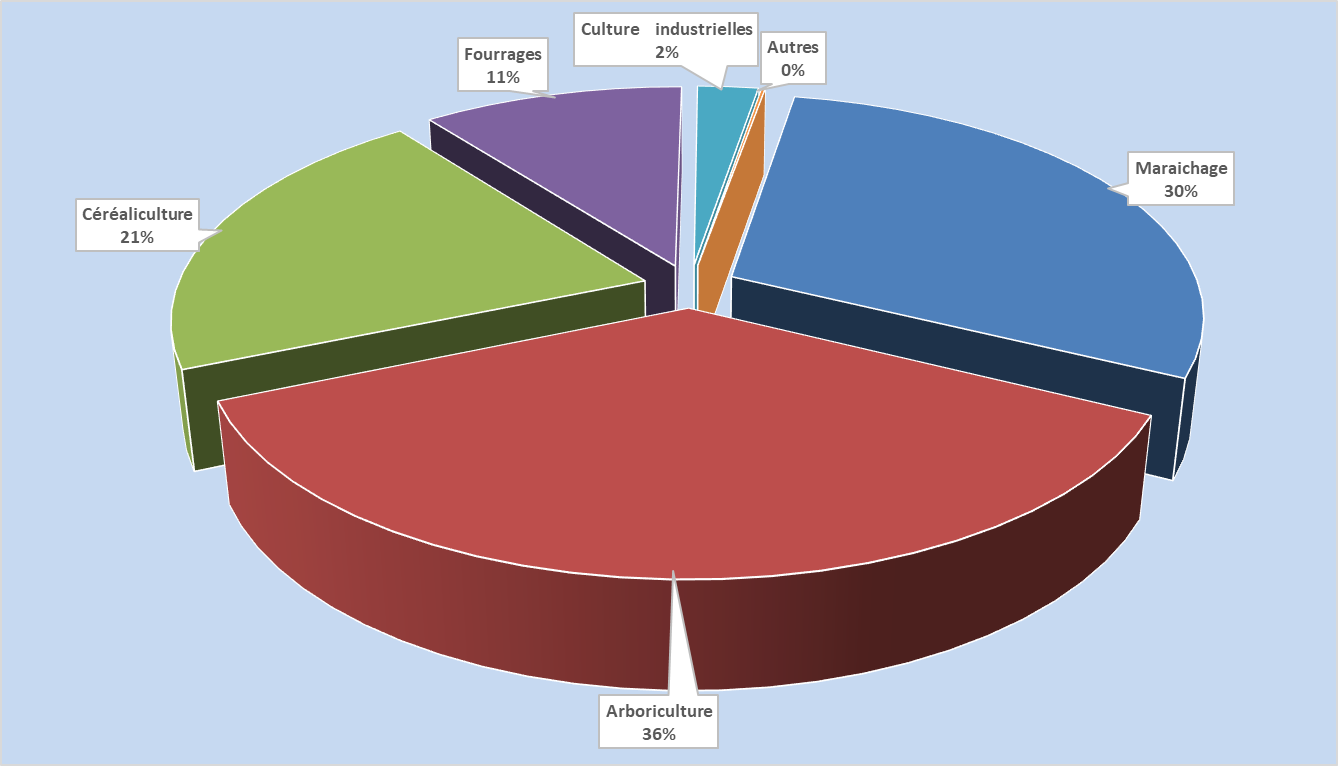 Culture industrielles
2%
Autres
0%
Fourrages
11%
Maraichage
30%
Céréaliculture
21%
Arboriculture
36%